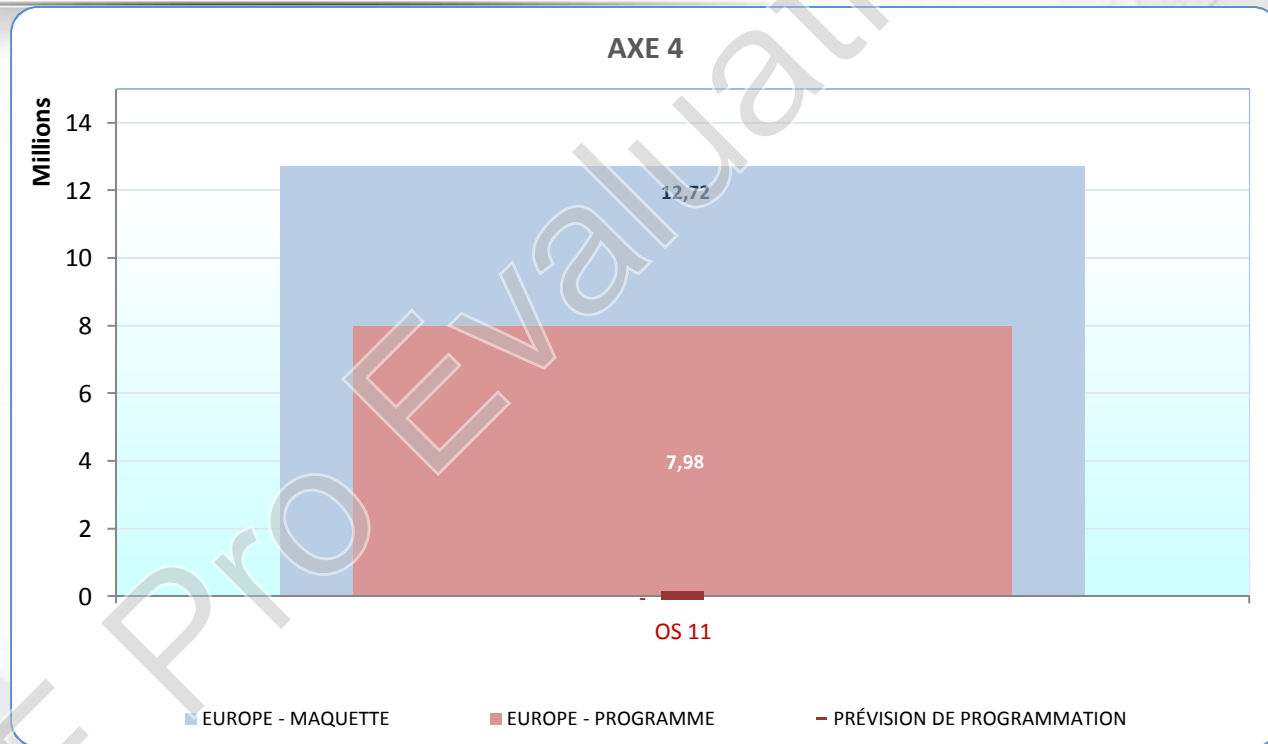 AXE 4
Millions
14
12
10
8
6
4
2
0
12,72
7,98
-
OS 11
EUROPE - MAQUETTE
EUROPE - PROGRAMME
PRÉVISION DE PROGRAMMATION
F Pro Evaluati